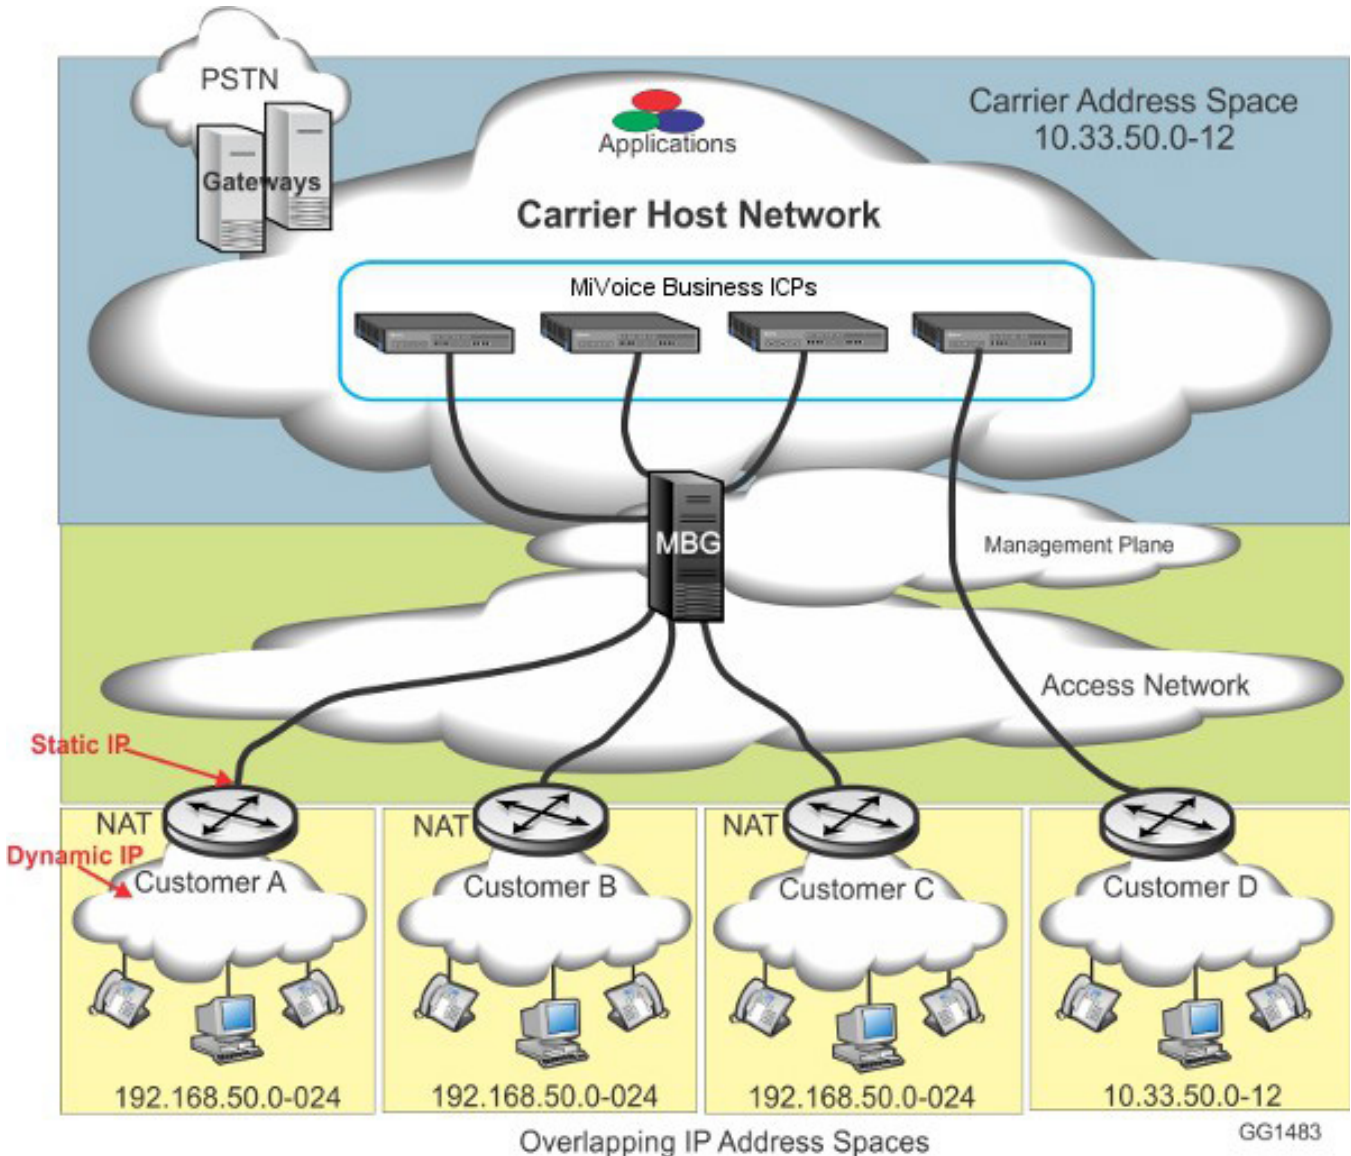 PSTN
Gateways
Applications
Carrier Address Space
10.33.50.0-12
Carrier Host Network
MiVoice Business ICPs
MBG
Management Plane
Access Network
Static IP
NAT
NAT
NAT
Dynamic IP
Customer A
Customer B
Customer C
Customer D
192.168.50.0-024
192.168.50.0-024
192.168.50.0-024
10.33.50.0-12
Overlapping IP Address Spaces
GG1483